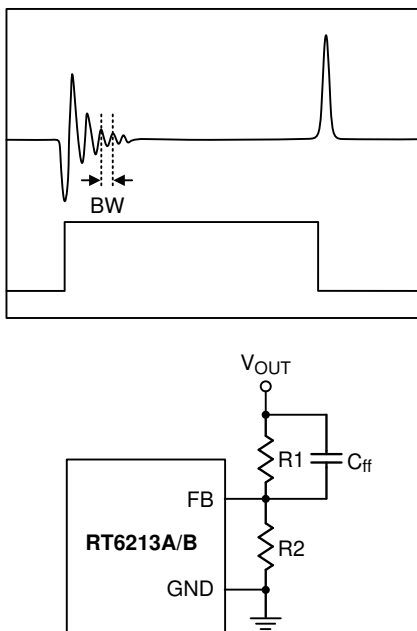 BW
VOUT
R1
Cff
FB
RT6213A/B
R2
GND